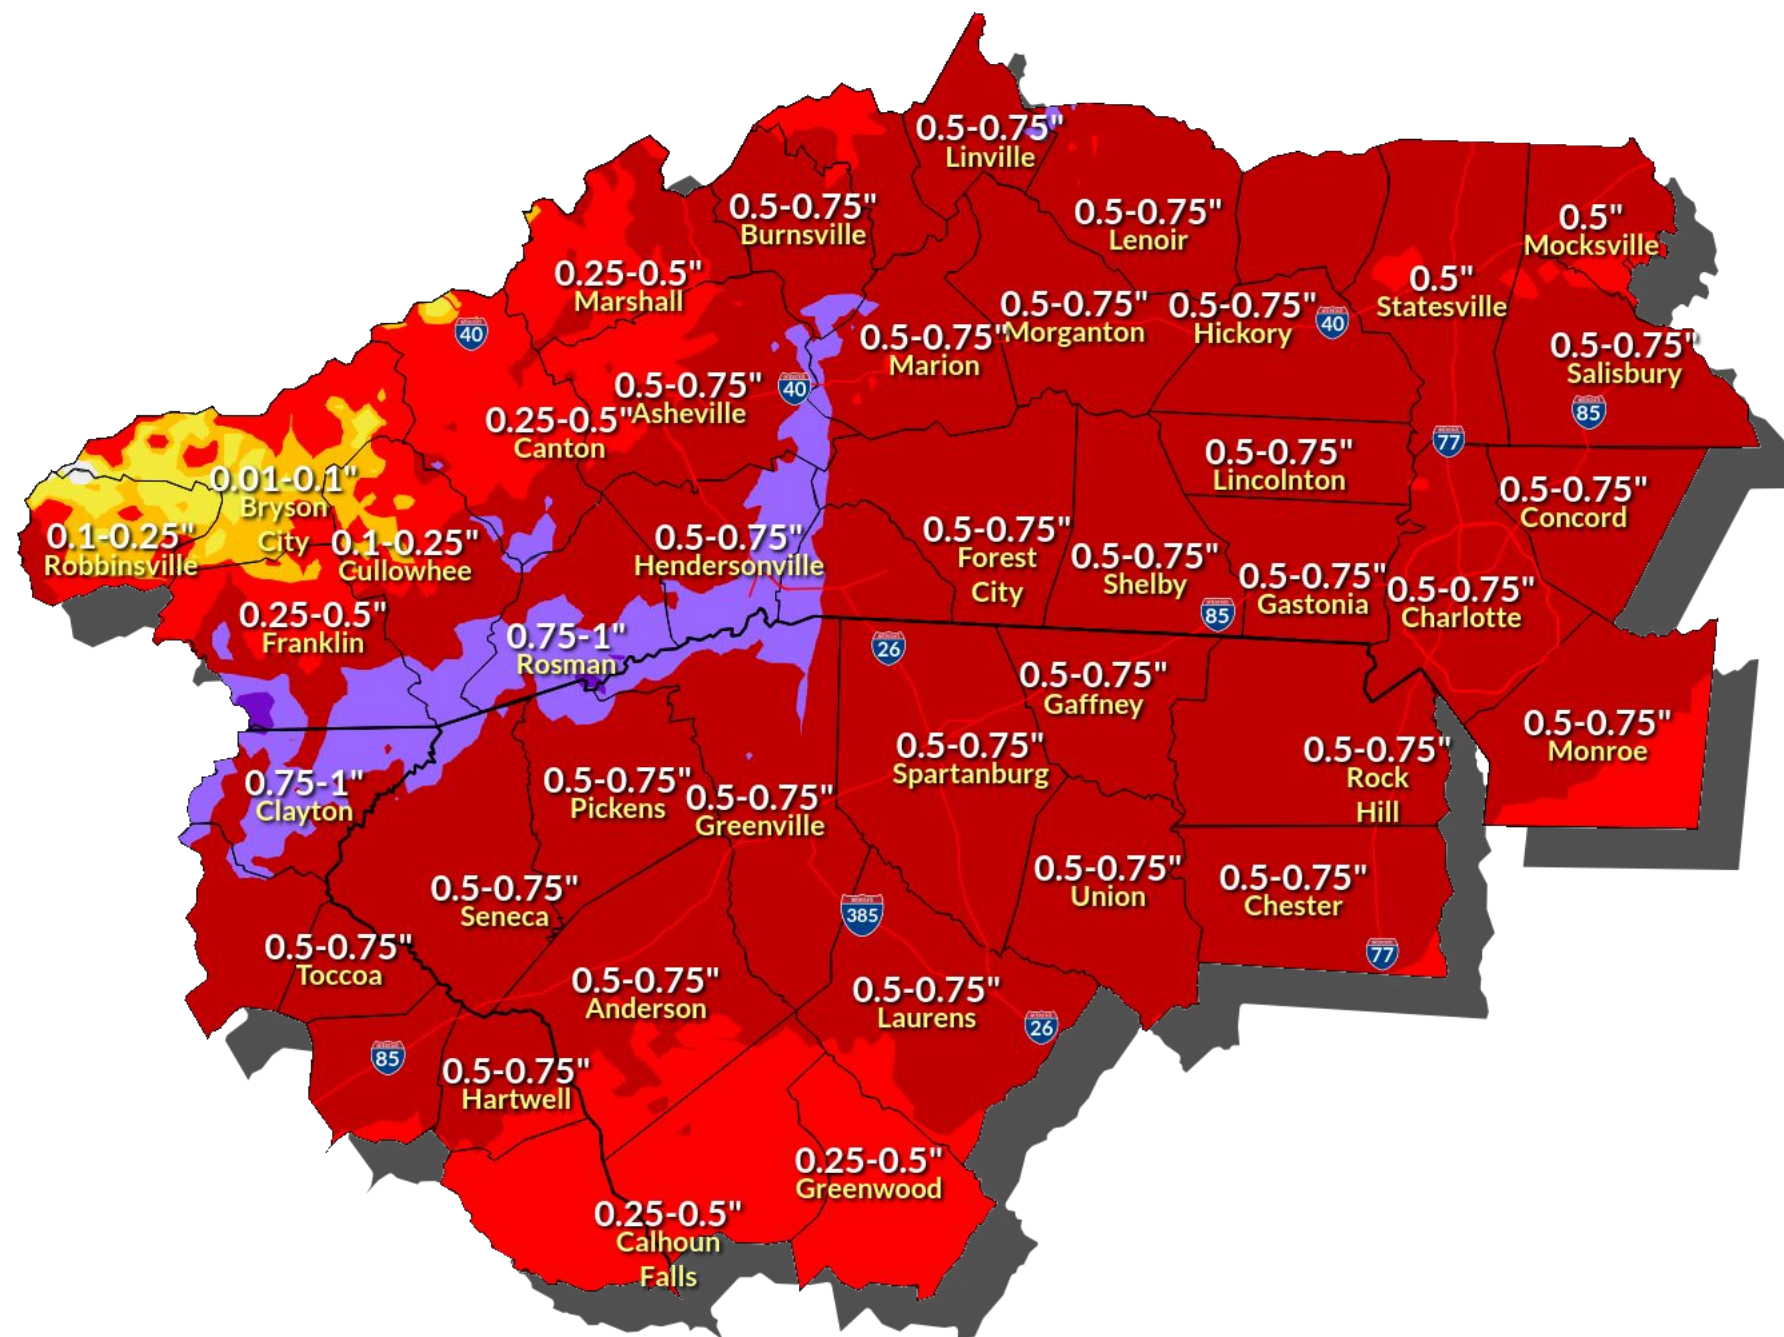 0.5-0.75"
Linville
0.5-0.75"
Burnsville
0.5-0.75"
Lenoir
0.5"
Mocksville
0.25-0.5"
Marshall
0.5"
Statesville
0.5-0.75"
Morganton
0.5-0.75"
Hickory
40
40
0.5-0.75"
Marion
0.5-0.75"
Salisbury
0.5-0.75"
Asheville
40
85
0.25-0.5"
Canton
77
0.5-0.75"
Lincolnton
0.01-0.1"
Bryson
City
0.5-0.75"
Concord
0.1-0.25"
Robbinsville
0.1-0.25"
Cullowhee
0.5-0.75"
Hendersonville
0.5-0.75"
Forest
City
0.5-0.75"
Shelby
0.5-0.75"
Gastonia
0.5-0.75"
Charlotte
85
0.25-0.5"
Franklin
0.75-1"
Rosman
26
0.5-0.75"
Gaffney
0.5-0.75"
Monroe
0.5-0.75"
Spartanburg
0.5-0.75"
Rock
Hill
0.75-1"
Clayton
0.5-0.75"
Pickens
0.5-0.75"
Greenville
0.5-0.75"
Union
0.5-0.75"
Chester
0.5-0.75"
Seneca
385
0.5-0.75"
Toccoa
77
0.5-0.75"
Anderson
0.5-0.75"
Laurens
26
85
0.5-0.75"
Hartwell
0.25-0.5"
Greenwood
0.25-0.5"
Calhoun
Falls